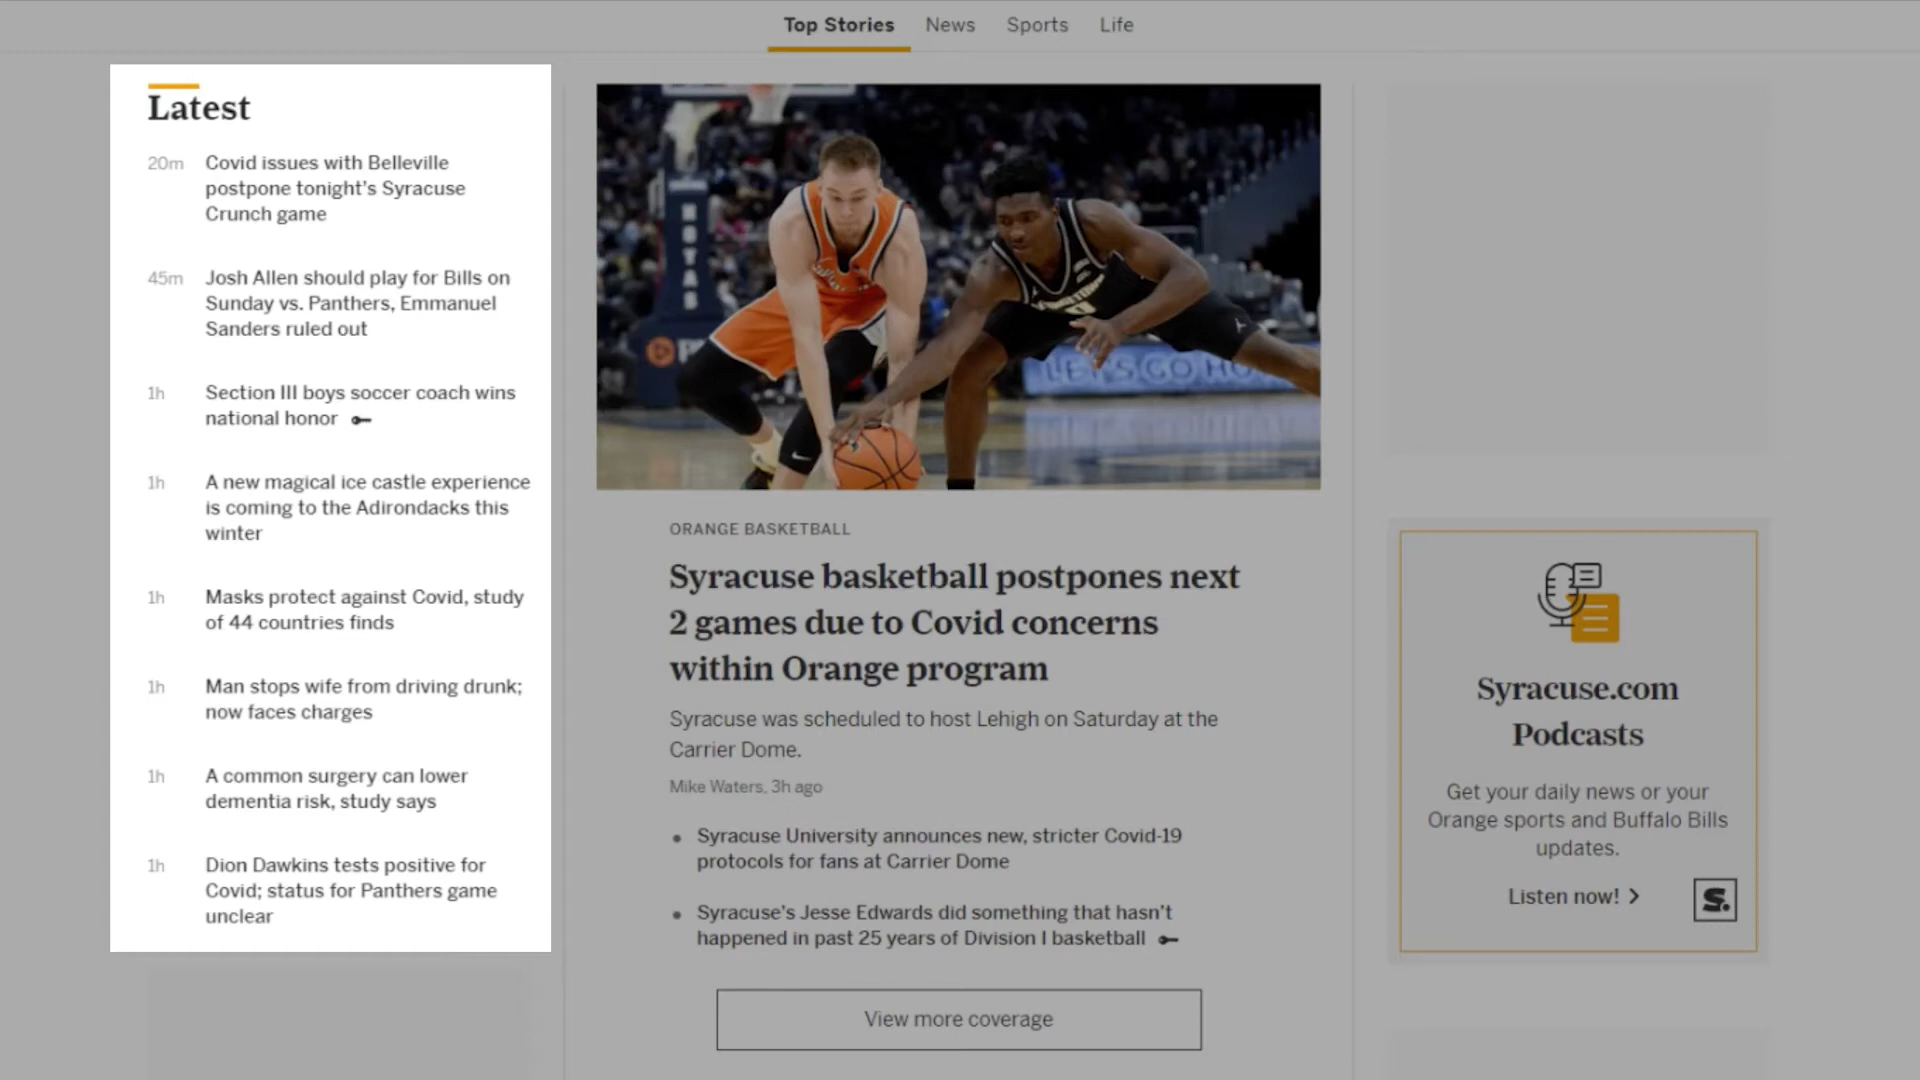 Top Stories News Sports Life
Latest
20m Covid issues with Belleville
postpone tonight's Syracuse
Crunch game
45m Josh Allen should play for Bills on
Sunday vs. Panthers, Emmanuel
Sanders ruled out
1h Section III boys soccer coach wins
national honor
1h A new magical ice castle experience
is coming to the Adirondacks this
winter
1h Masks protect against Covid, study
of 44 countries finds
1h Man stops wife from driving drunk;
now faces charges
1h A common surgery can lower
dementia risk, study says
1h Dion Dawkins tests positive for
Covid; status for Panthers game
unclear
HOYAS
LET'S GO HO
ORANGE BASKETBALL
Syracuse basketball postpones next
2 games due to Covid concerns
within Orange program
Syracuse was scheduled to host Lehigh on Saturday at the
Carrier Dome.
Mike Waters, 3h ago
• Syracuse University announces new, stricter Covid-19
protocols for fans at Carrier Dome
• Syracuse's Jesse Edwards did something that hasn't
happened in past 25 years of Division I basketball
View more coverage
Syracuse.com
Podcasts
Get your daily news or your
Orange sports and Buffalo Bills
updates.
Listen now!
S.